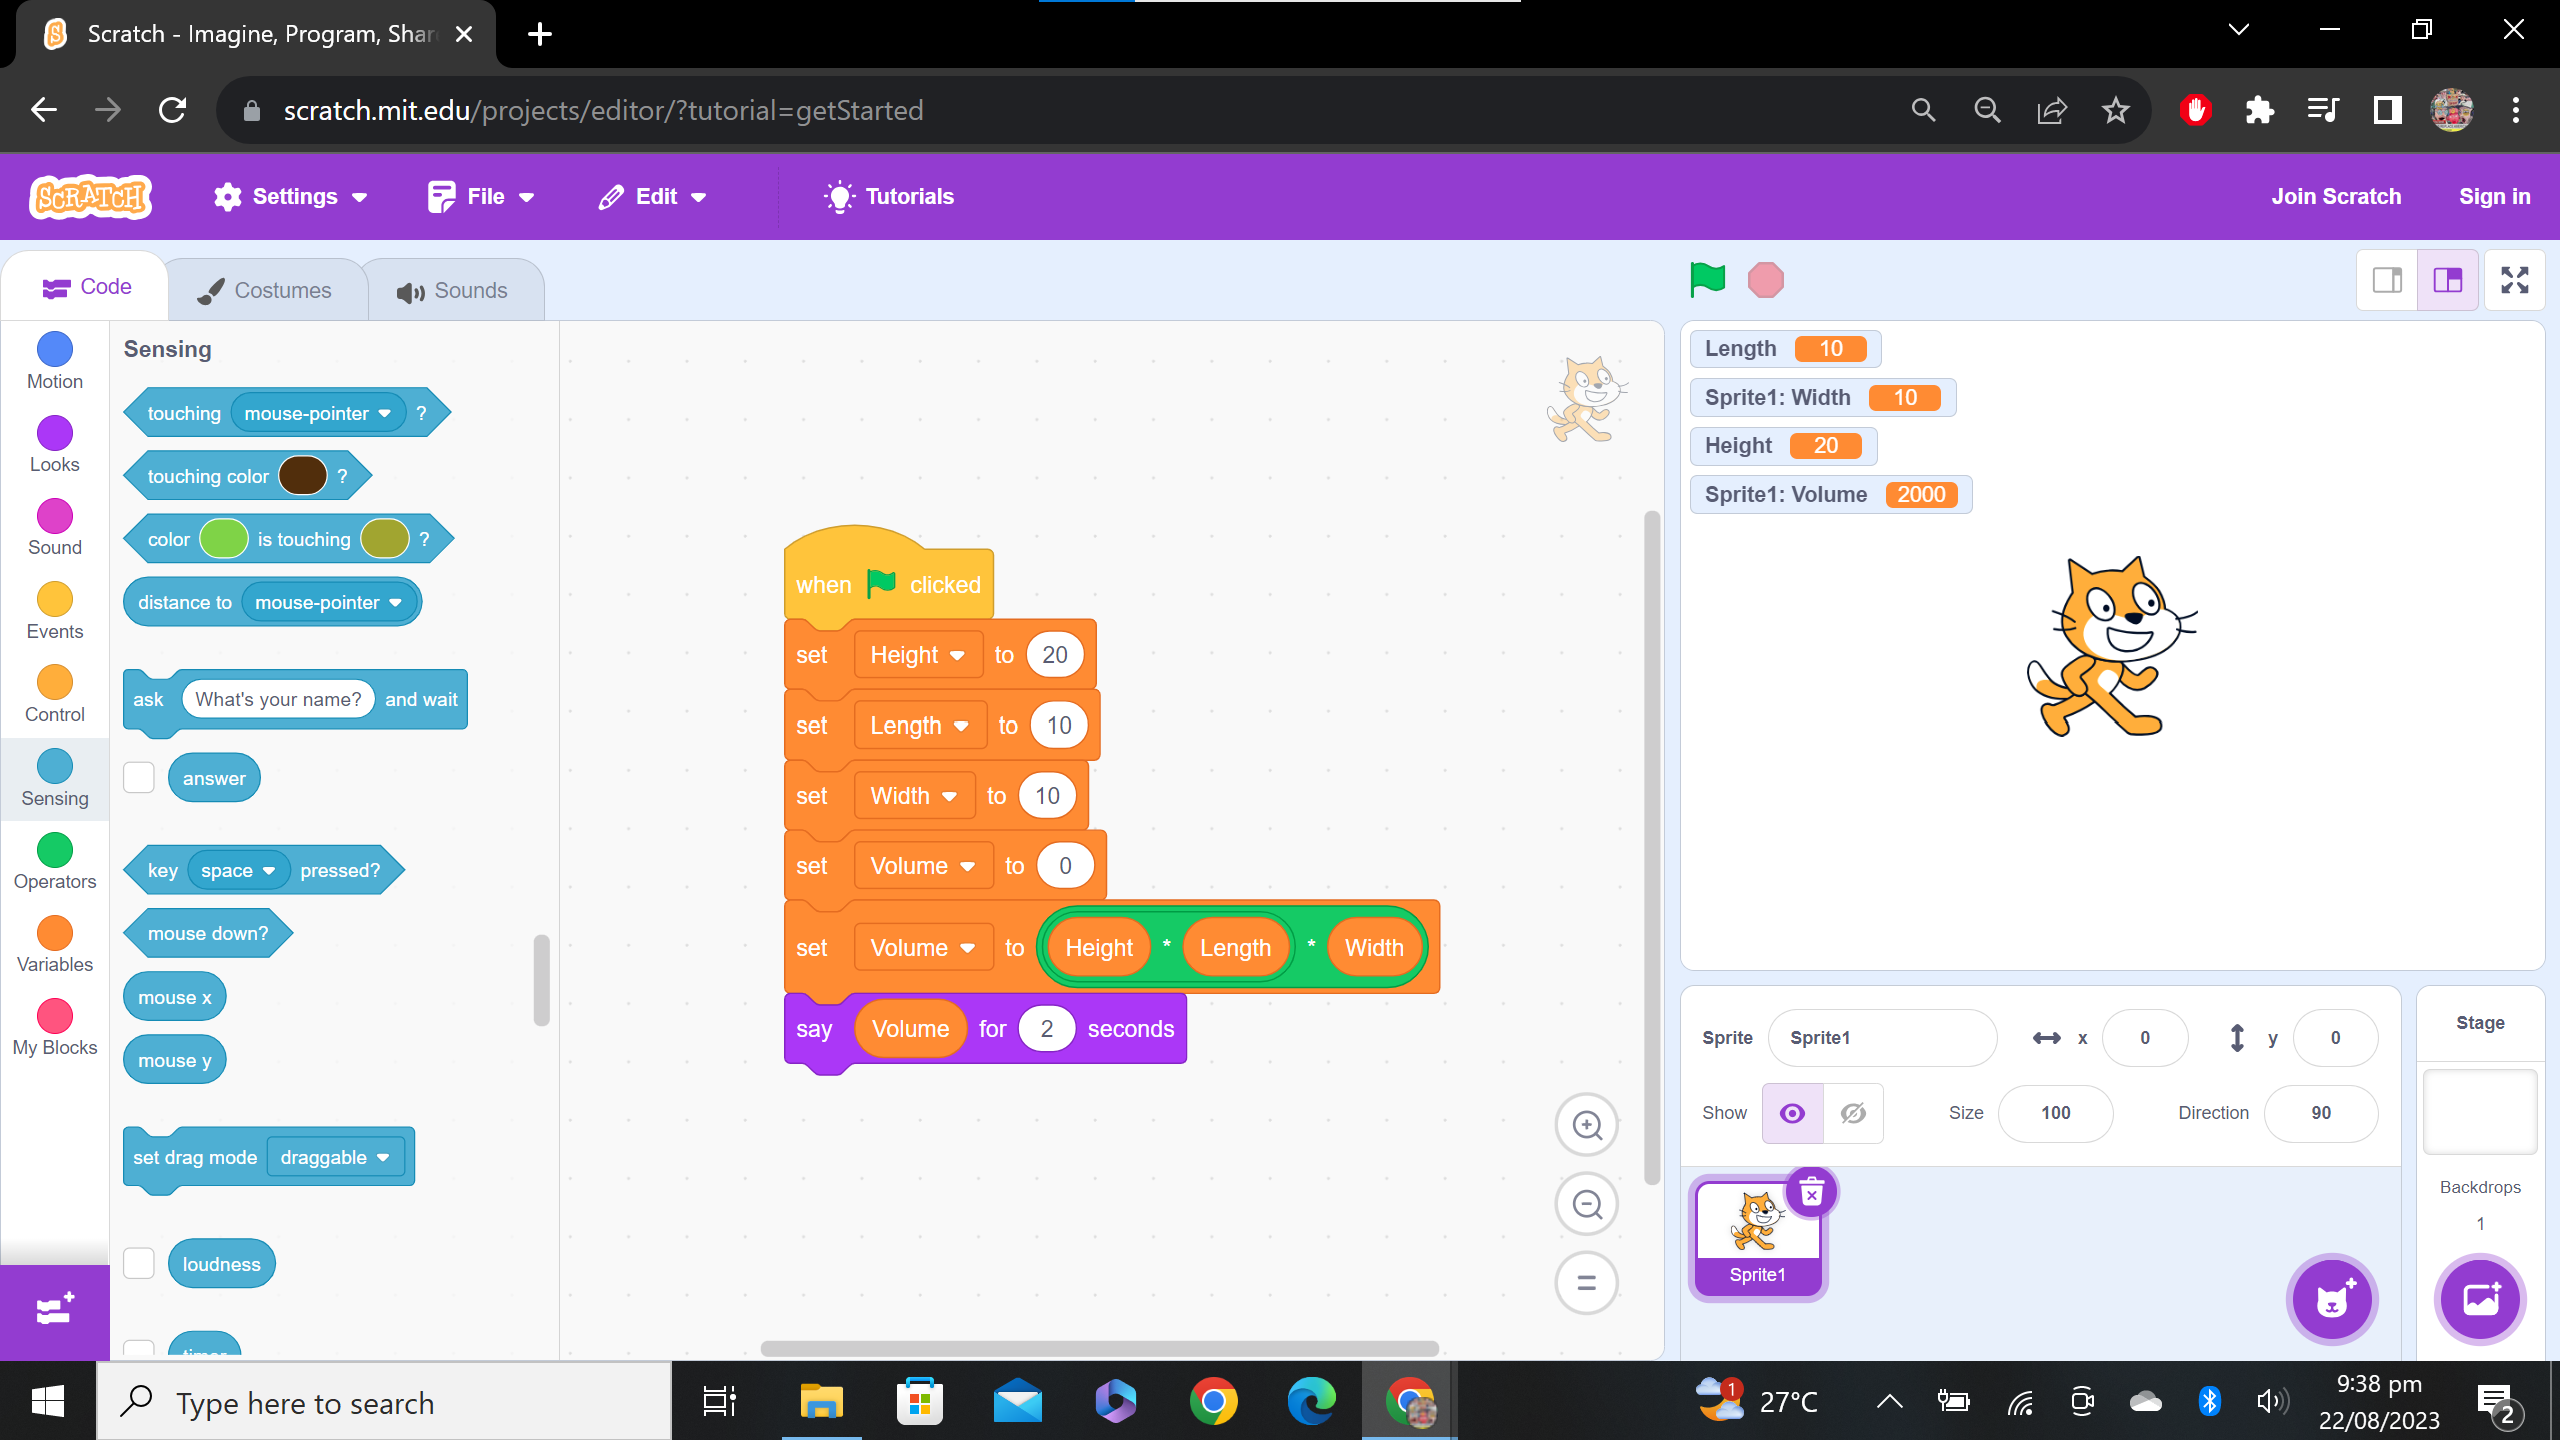 Scratch - Imagine, Program, Shar
scratch.mit.edu/projects/editor/?tutorial=getStarted
SCRATCH
Settings
File
Edit
Tutorials
Join Scratch
Sign in
Code
Costumes
Sounds
Motion
Looks
Sound
Events
Control
Sensing
Operators
Variables
My Blocks
Sensing
touching mouse-pointer ?
touching color ?
color is touching ?
distance to mouse-pointer
ask What's your name? and wait
answer
key space pressed?
mouse down?
mouse x
mouse y
set drag mode draggable
loudness
timer
when clicked
set Height to 20
set Length to 10
set Width to 10
set Volume to 0
set Volume to Height * Length * Width
say Volume for 2 seconds
Length 10
Sprite1: Width 10
Height 20
Sprite1: Volume 2000
Sprite Sprite1 x 0 y 0
Show Size 100 Direction 90
Sprite1
Stage
Backdrops
1
Type here to search
1
27°C
9:38 pm
22/08/2023
2